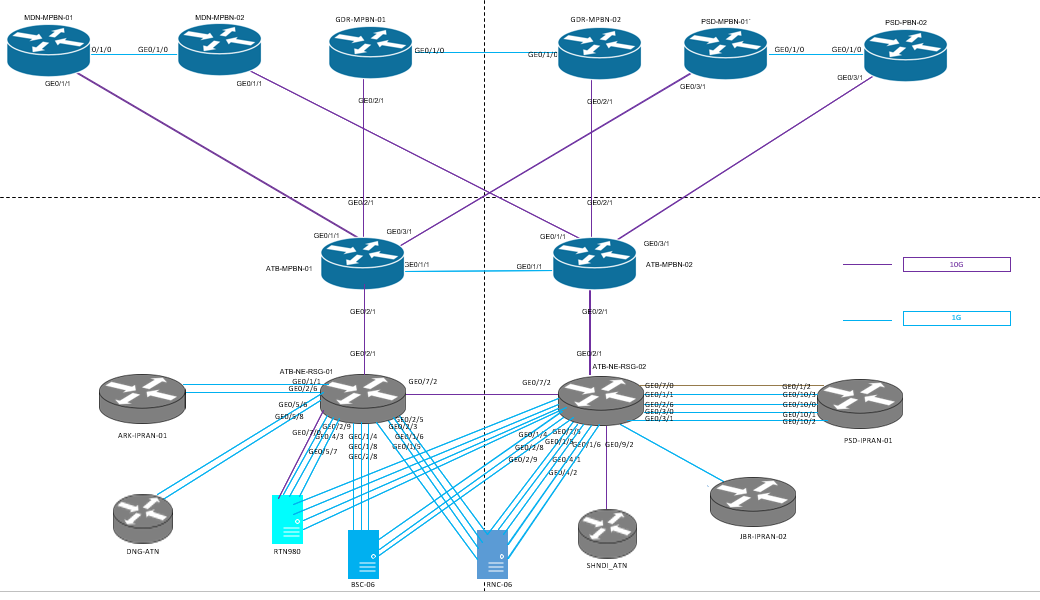 MDN-MPBN-01
MDN-MPBN-02
GDR-MPBN-01
GDR-MPBN-02
PSD-MPBN-01`
PSD-PBN-02
0/1/0
GE0/1/0
GE0/1/0
GE0/1/0
GE0/1/0
GE0/1/0
GE0/1/1
GE0/1/1
GE0/2/1
GE0/2/1
GE0/3/1
GE0/3/1
GE0/2/1
GE0/2/1
GE0/1/1
GE0/3/1
GE0/1/1
GE0/3/1
ATB-MPBN-01
GE0/1/1
GE0/1/1
ATB-MPBN-02
10G
GE0/2/1
GE0/2/1
1G
GE0/2/1
GE0/2/1
ATB-NE-RSG-01
ATB-NE-RSG-02
GE0/1/1
GE0/2/6
GE0/7/2
GE0/7/2
GE0/7/0
GE0/1/1
GE0/2/6
GE0/3/0
GE0/3/1
GE0/1/2
GE0/10/3
GE0/10/0
GE0/10/1
GE0/10/2
GE0/5/6
GE0/5/8
ARK-IPRAN-01
PSD-IPRAN-01
GE0/2/9
GE0/4/3
GE0/5/7
GE0/1/4
GE0/1/8
GE0/2/8
GE0/2/5
GE0/2/3
GE0/1/6
GE0/1/5
GE0/1/4
GE0/2/8
GE0/2/9
GE0/1/6
GE0/9/2
GE0/4/1
GE0/4/2
DNG-ATN
RTN980
BSC-06
RNC-06
SHNDI_ATN
JBR-IPRAN-02